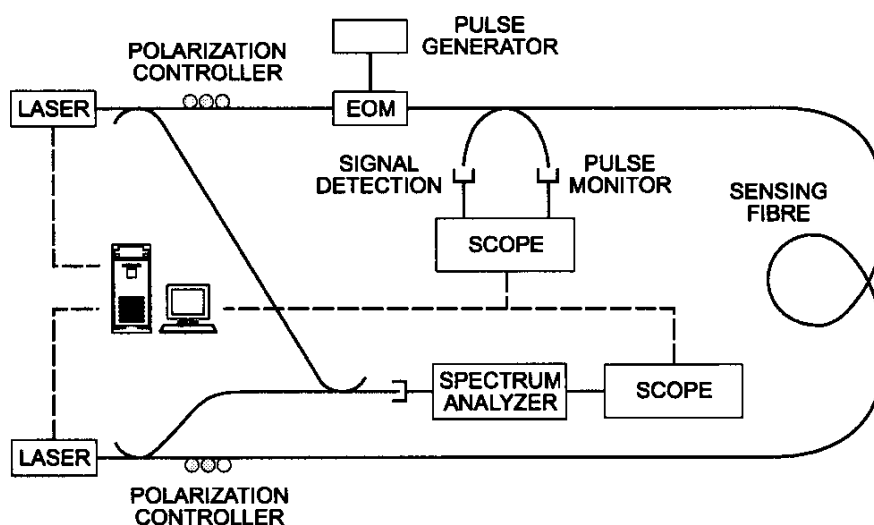 PULSE
GENERATOR
POLARIZATION
CONTROLLER
LASER
EOM
SIGNAL
DETECTION
PULSE
MONITOR
SENSING
FIBRE
SCOPE
SPECTRUM
ANALYZER
SCOPE
LASER
POLARIZATION
CONTROLLER